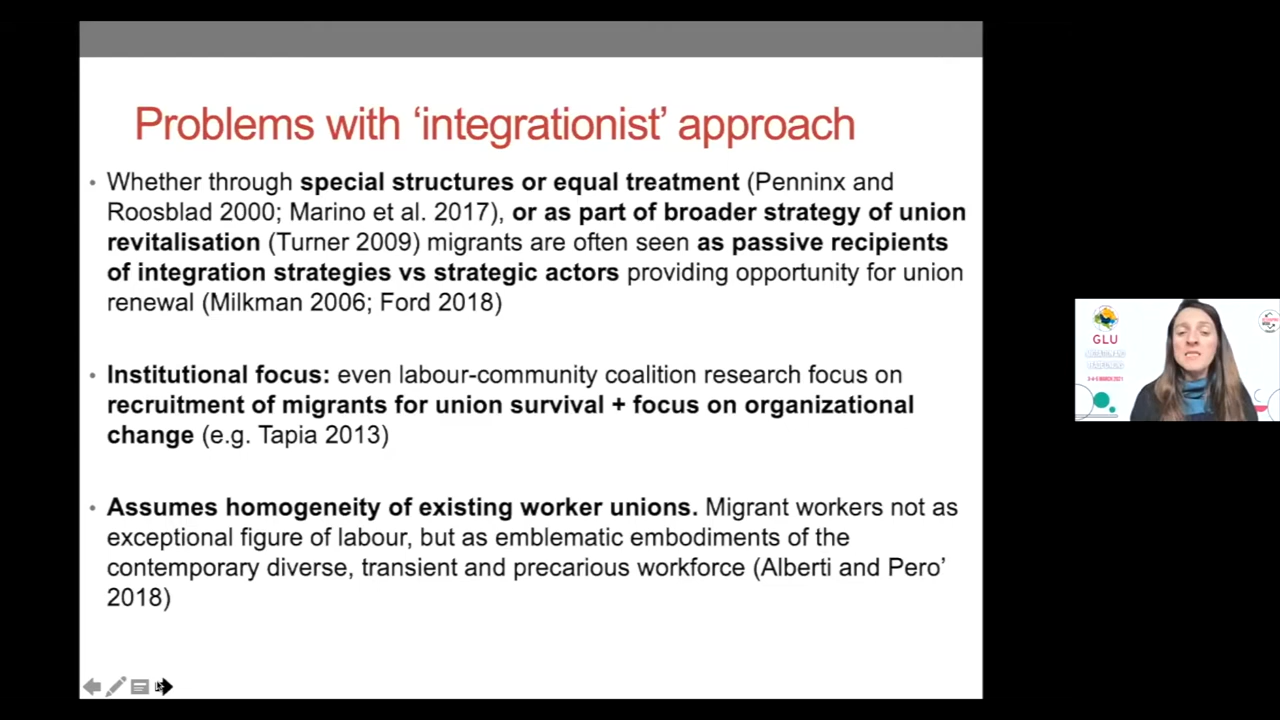 Problems with ‘integrationist’ approach
• Whether through special structures or equal treatment (Penninx and
Roosblad 2000; Marino et al. 2017), or as part of broader strategy of union
revitalisation (Turner 2009) migrants are often seen as passive recipients
of integration strategies vs strategic actors providing opportunity for union
renewal (Milkman 2006; Ford 2018)
• Institutional focus: even labour-community coalition research focus on
recruitment of migrants for union survival + focus on organizational
change (e.g. Tapia 2013)
• Assumes homogeneity of existing worker unions. Migrant workers not as
exceptional figure of labour, but as emblematic embodiments of the
contemporary diverse, transient and precarious workforce (Alberti and Pero’
2018)
GLU